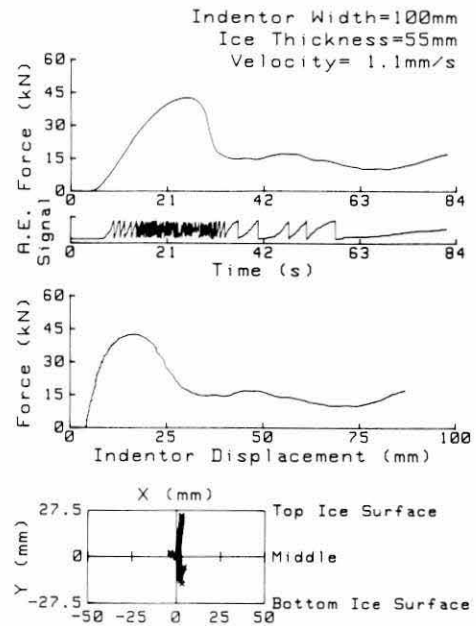 Indentor Width=100mm
Ice Thickness=55mm
Velocity= 1.1mm/s
Force (kN)
60
45
30
15
0
0 21 42 63 84
A.E. Signal
0 21 42 63 84
Time (s)
Force (kN)
60
45
30
15
0
0 25 50 75 100
Indentor Displacement (mm)
X (mm)
Y (mm)
27.5 Top Ice Surface
0 Middle
-27.5 Bottom Ice Surface
-50 -25 0 25 50